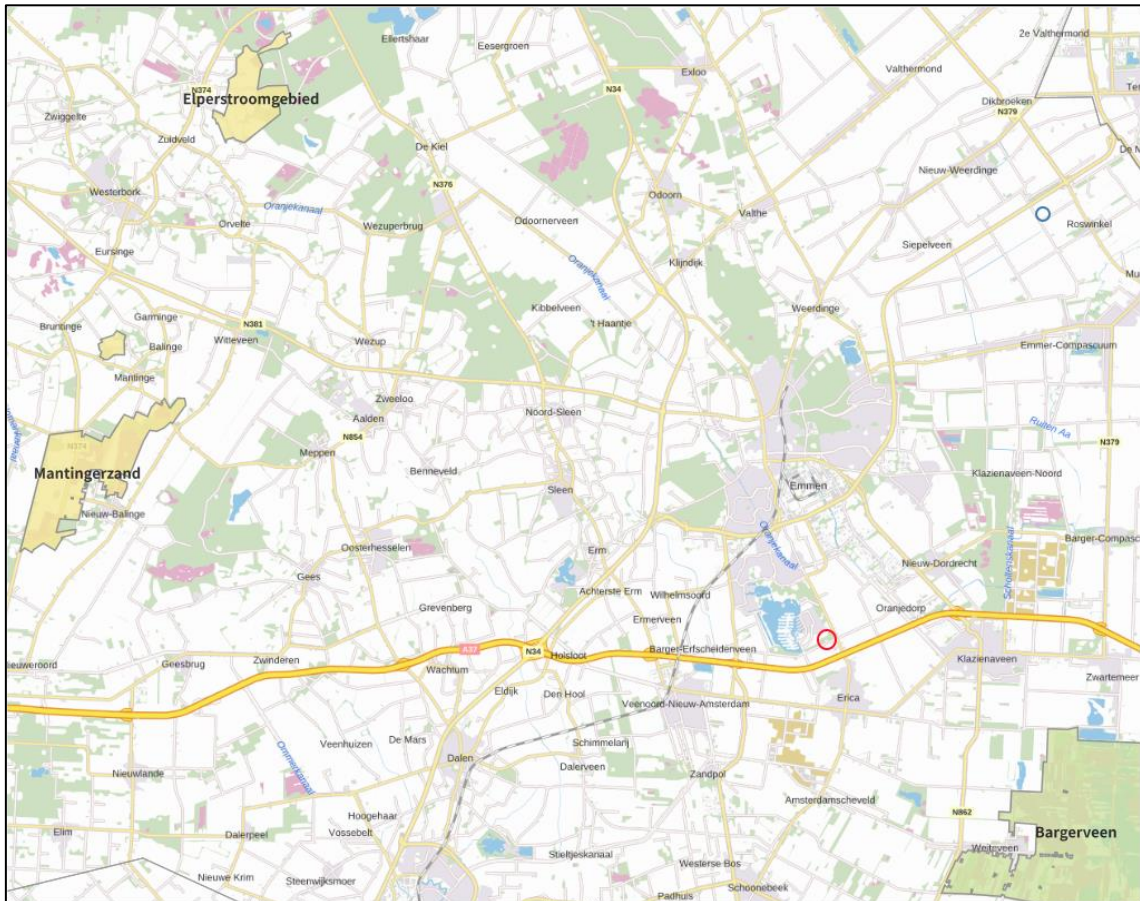 2e Valthermond
Ellertshaar
Eesergroen
Exloo
Valthermond
N374
Elperstroomgebied
N34
Dikbroeken
N379
Zwiggelte
Zuidveld
De Kiel
Nieuw-Weerdinge
N376
Westerbork
Odoorn
Oranjekanaal
Valthe
Odoornerveen
Orvelte
Wezuperbrug
Roswinkel
Siepelveen
Eursinge
Oranjekanaal
Klijndijk
Kibbelveen
Weerdinge
Garminge
Bruntinge
N381
't Haantje
Witteveen
Wezup
Balinge
Emmer-Compascuum
Mantinge
Zweeloo
Noord-Sleen
Aalden
Ruiten Aa
N374
N854
N379
Meppen
Mantingerzand
Benneveld
Klazienaveen-Noord
Emmen
Sleen
Nieuw-Balinge
Oranjekanaal
Oosterhesselen
Erm
Scholtenskanaal
Nieuw-Dordrecht
Gees
Achterste Erm
Wilhelmsoord
Grevenberg
Oranjedorp
Ermerveen
A37
N34
Barger-Erfscheidenveen
Holsloot
Zwinderen
Geesbrug
Klazienaveen
Wachtum
Zwartemeer
Eldijk
Den Hool
Erica
Veenoord-Nieuw-Amsterdam
De Mars
Veenhuizen
Schimmelarij
Dalen
Dalerveen
Nieuwlande
Zandpol
Ommerkanaal
Amsterdamscheveld
N862
Hoogehaar
Elim
Dalerpeel
Vossebelt
Bargerveen
Weiteveen
Stieltjeskanaal
Westerse Bos
Nieuwe Krim
Steenwijksmoer
Schoonebeek
Padhuis